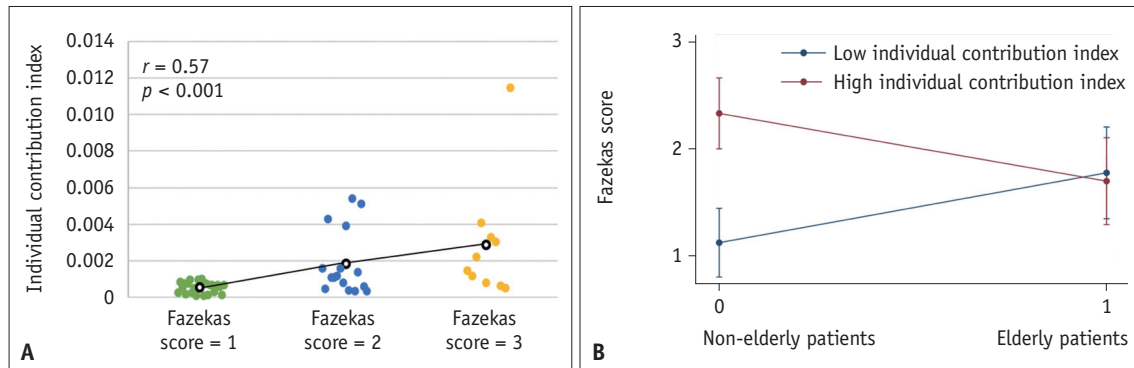 0.014
0.012
0.010
0.008
0.006
0.004
0.002
0
Individual contribution index
r = 0.57
p < 0.001
Fazekas score = 1
Fazekas score = 2
Fazekas score = 3
A
3
2
1
Fazekas score
Low individual contribution index
High individual contribution index
0
1
Non-elderly patients
Elderly patients
B